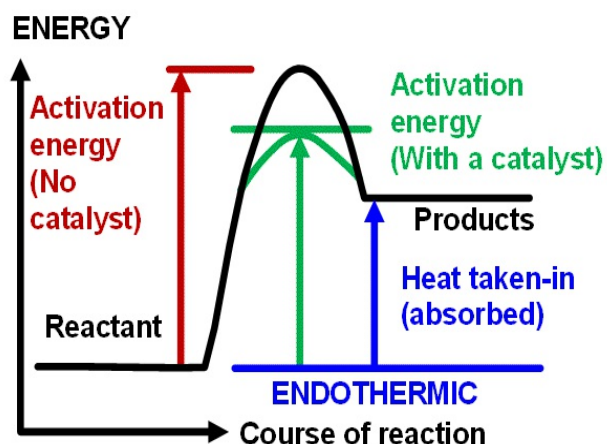 ENERGY
Activation
energy
(No
catalyst)
Activation
energy
(With a catalyst)
Products
Heat taken-in
(absorbed)
Reactant
ENDOTHERMIC
Course of reaction